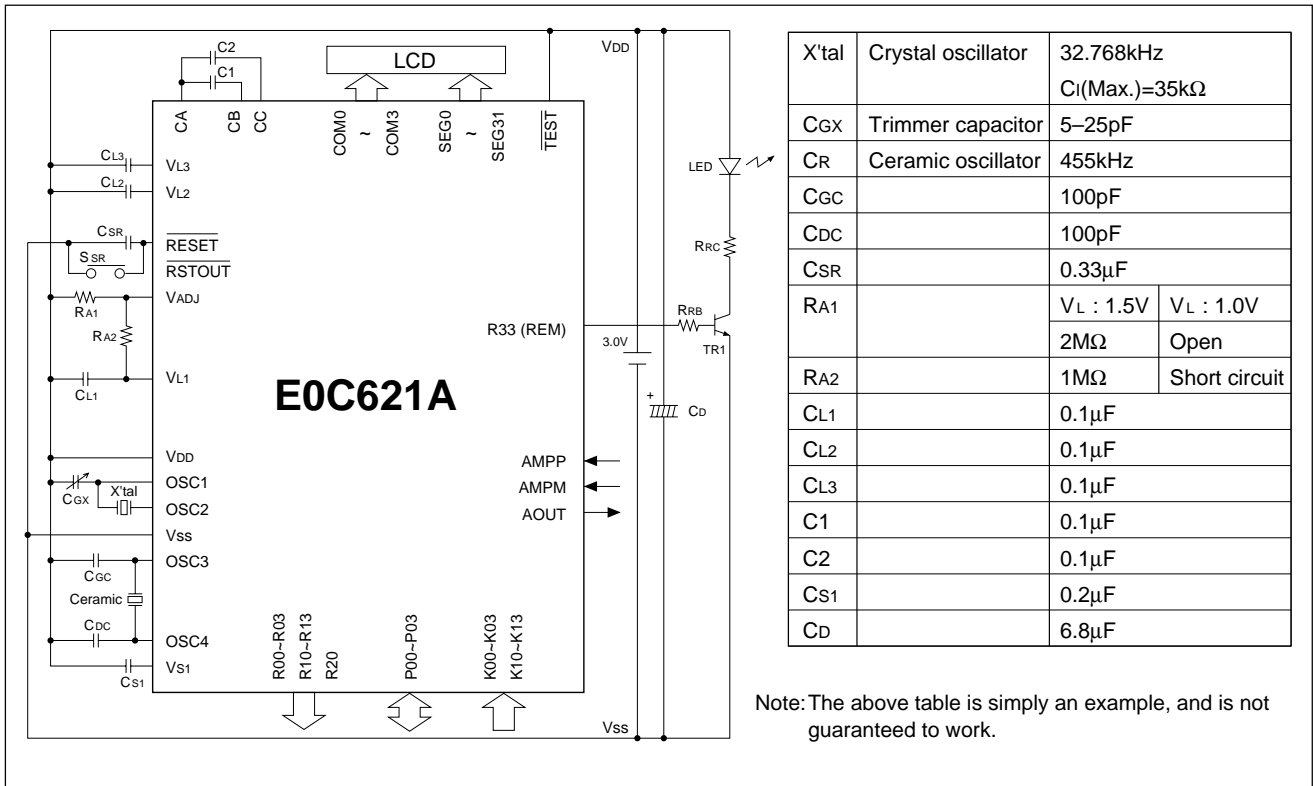 C2
C1
LCD
VDD
CA
CB
CC
COM0
~
COM3
SEG0
~
SEG31
TEST
CL3
VL3
CL2
VL2
CSR
RESET
SSR
RSTOUT
VADJ
RA1
RA2
VL1
CL1
E0C621A
R33 (REM)
LED
RRC
RRB
TR1
3.0V
+
CD
VDD
OSC1
CGX
X'tal
OSC2
Vss
OSC3
CGC
Ceramic
CDC
OSC4
VS1
CS1
AMPP
AMPM
AOUT
R00~R03
R10~R13
R20
P00~P03
K00~K03
K10~K13
Vss
X'tal Crystal oscillator 32.768kHz
CI(Max.)=35kΩ
CGX Trimmer capacitor 5–25pF
CR Ceramic oscillator 455kHz
CGC 100pF
CDC 100pF
CSR 0.33µF
RA1 VL : 1.5V VL : 1.0V
2MΩ Open
RA2 1MΩ Short circuit
CL1 0.1µF
CL2 0.1µF
CL3 0.1µF
C1 0.1µF
C2 0.1µF
CS1 0.2µF
CD 6.8µF
Note: The above table is simply an example, and is not
guaranteed to work.